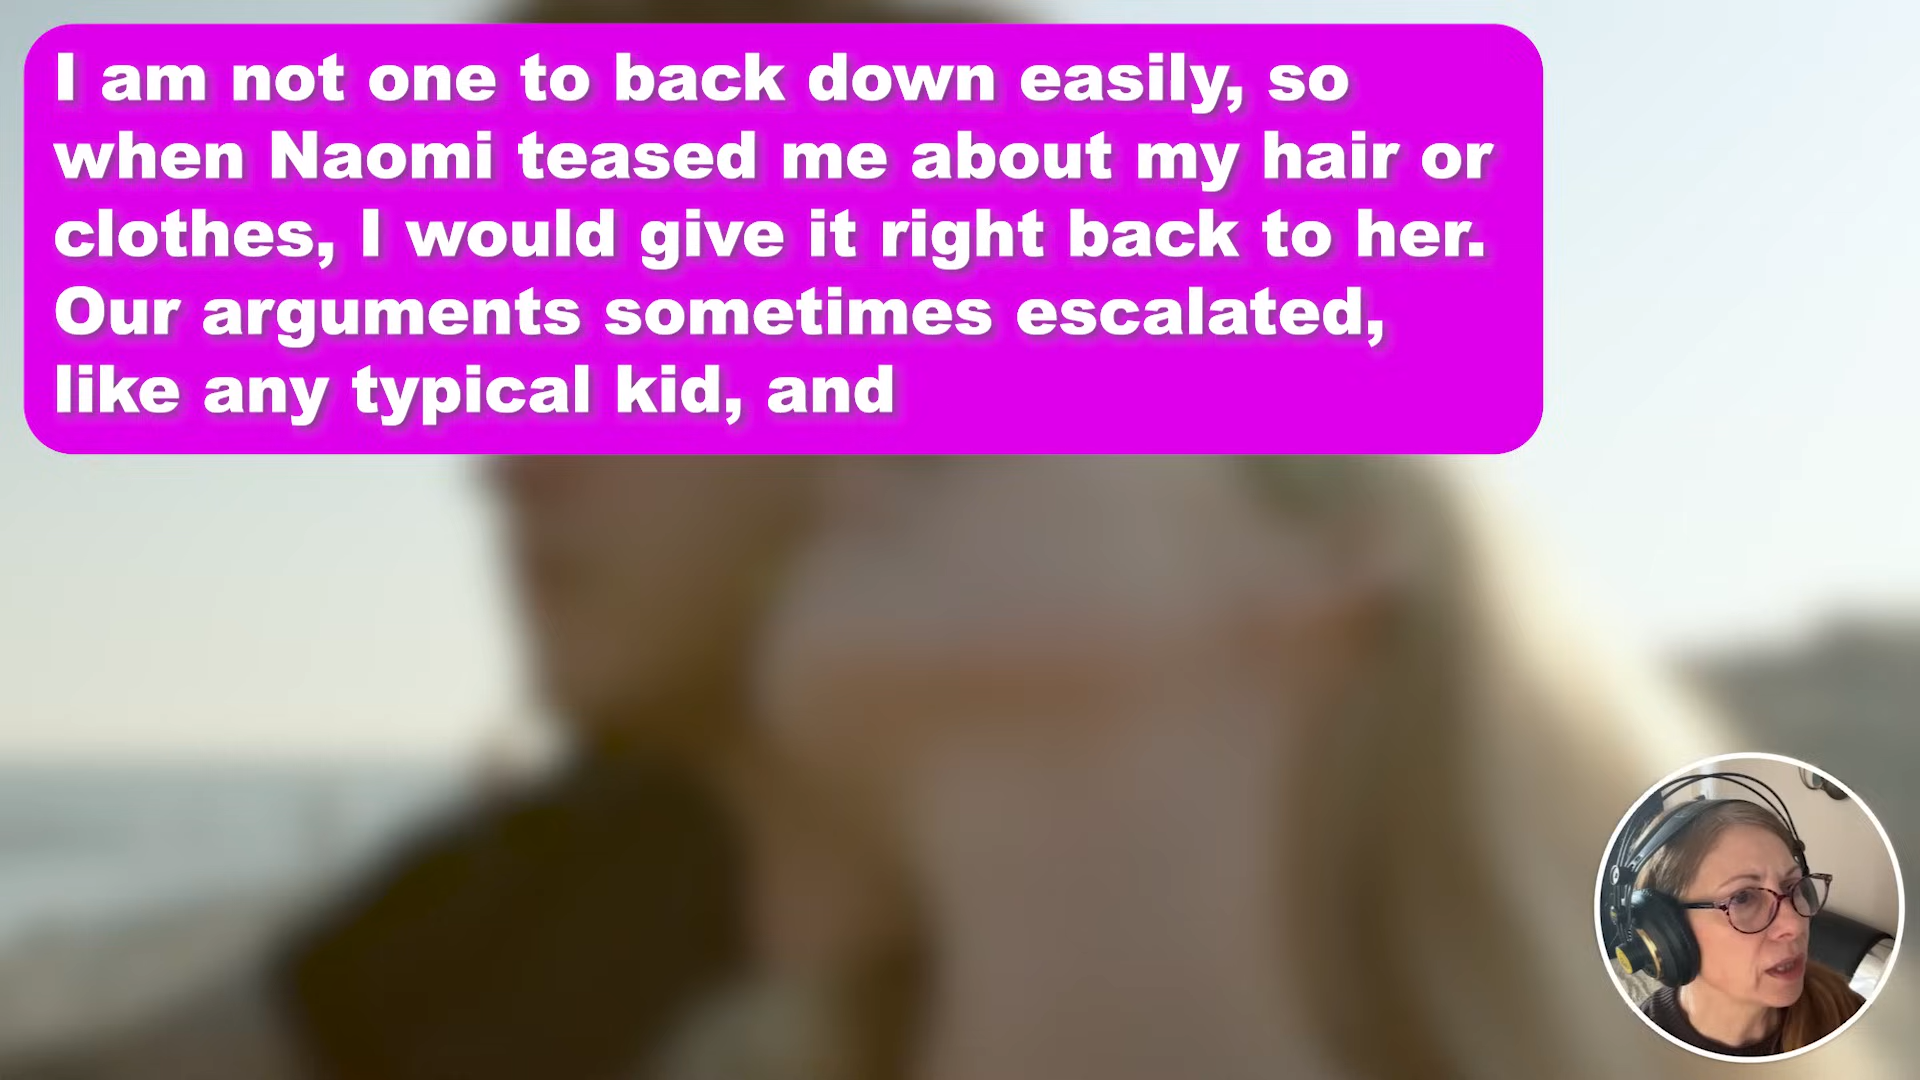 I am not one to back down easily, so
when Naomi teased me about my hair or
clothes, I would give it right back to her.
Our arguments sometimes escalated,
like any typical kid, and